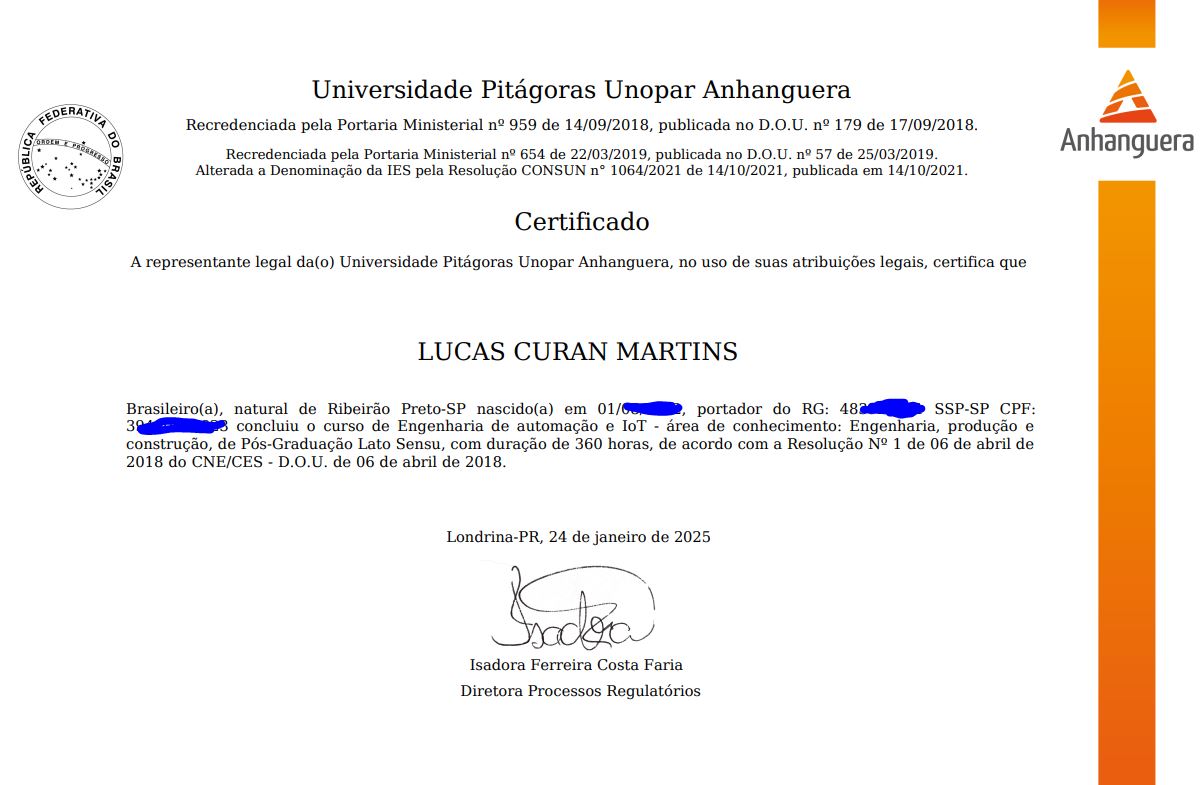 Universidade Pitágoras Unopar Anhanguera
Recredenciada pela Portaria Ministerial nº 959 de 14/09/2018, publicada no D.O.U. nº 179 de 17/09/2018.
Recredenciada pela Portaria Ministerial nº 654 de 22/03/2019, publicada no D.O.U. nº 57 de 25/03/2019.
Alterada a Denominação da IES pela Resolução CONSUN n° 1064/2021 de 14/10/2021, publicada em 14/10/2021.
REPÚBLICA FEDERATIVA DO BRASIL
ORDEM E PROGRESSO
Anhanguera
Certificado
A representante legal da(o) Universidade Pitágoras Unopar Anhanguera, no uso de suas atribuições legais, certifica que
LUCAS CURAN MARTINS
Brasileiro(a), natural de Ribeirão Preto-SP nascido(a) em 01/, portador do RG: SSP-SP CPF:
concluiu o curso de Engenharia de automação e IoT - área de conhecimento: Engenharia, produção e
construção, de Pós-Graduação Lato Sensu, com duração de 360 horas, de acordo com a Resolução Nº 1 de 06 de abril de
2018 do CNE/CES - D.O.U. de 06 de abril de 2018.
Londrina-PR, 24 de janeiro de 2025
Isadora
Isadora Ferreira Costa Faria
Diretora Processos Regulatórios